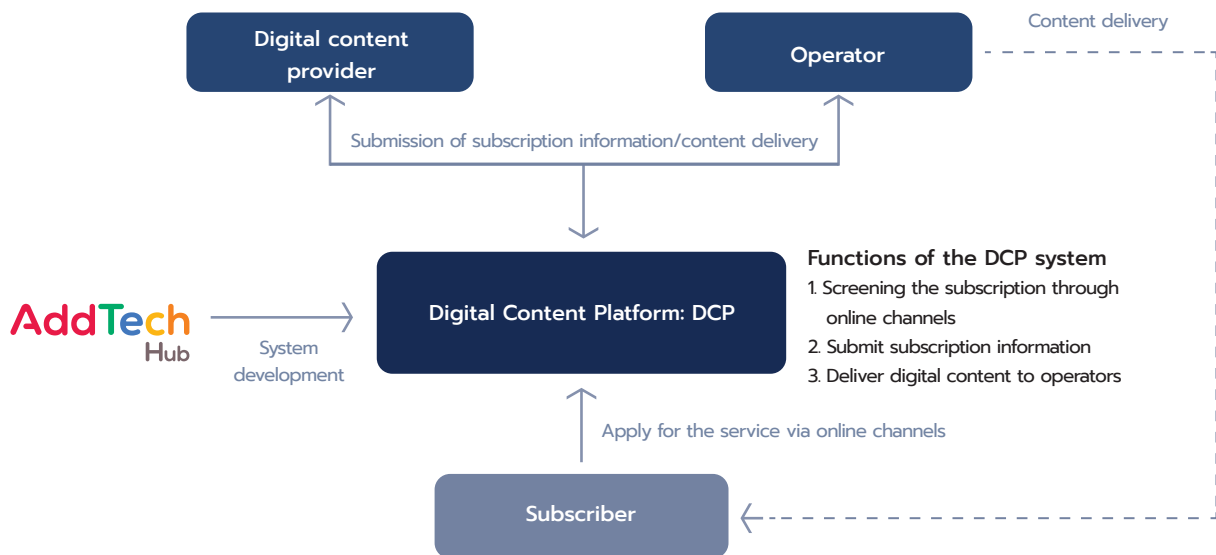 Content delivery
Digital content
provider
Operator
Submission of subscription information/content delivery
Functions of the DCP system
1. Screening the subscription through
online channels
2. Submit subscription information
3. Deliver digital content to operators
Digital Content Platform: DCP
AddTech
Hub
System
development
Apply for the service via online channels
Subscriber